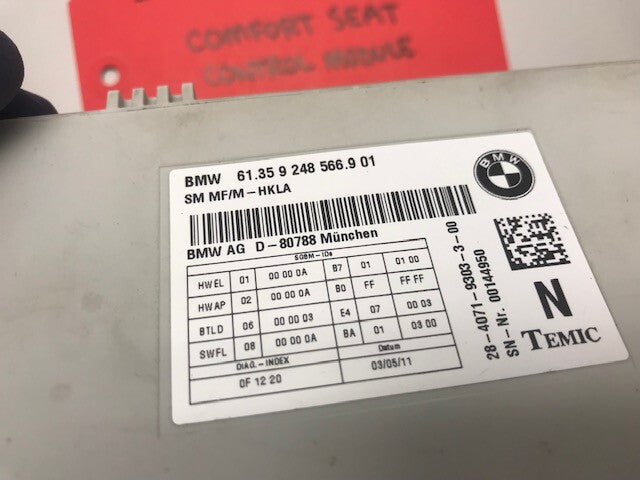 COMFORT SEAT
CONTROL MODULE
BMW 61.35 9 248 566.9 01
SM MF/M-HKLA
BMW
BMW AG D-80788 München
SGBM-IDs
HWEL 01 00 00 0A B7 01 01 00
HWAP 02 00 00 0A B0 FF FF FF
BTLD 06 00 00 03 E4 07 00 03
SWFL 08 00 00 0A BA 01 03 00
DIAG.-INDEX Datum
0F 12 20 03/05/11
28-4071-9303-3-00
SN-Nr. 00144950
N
TEMIC